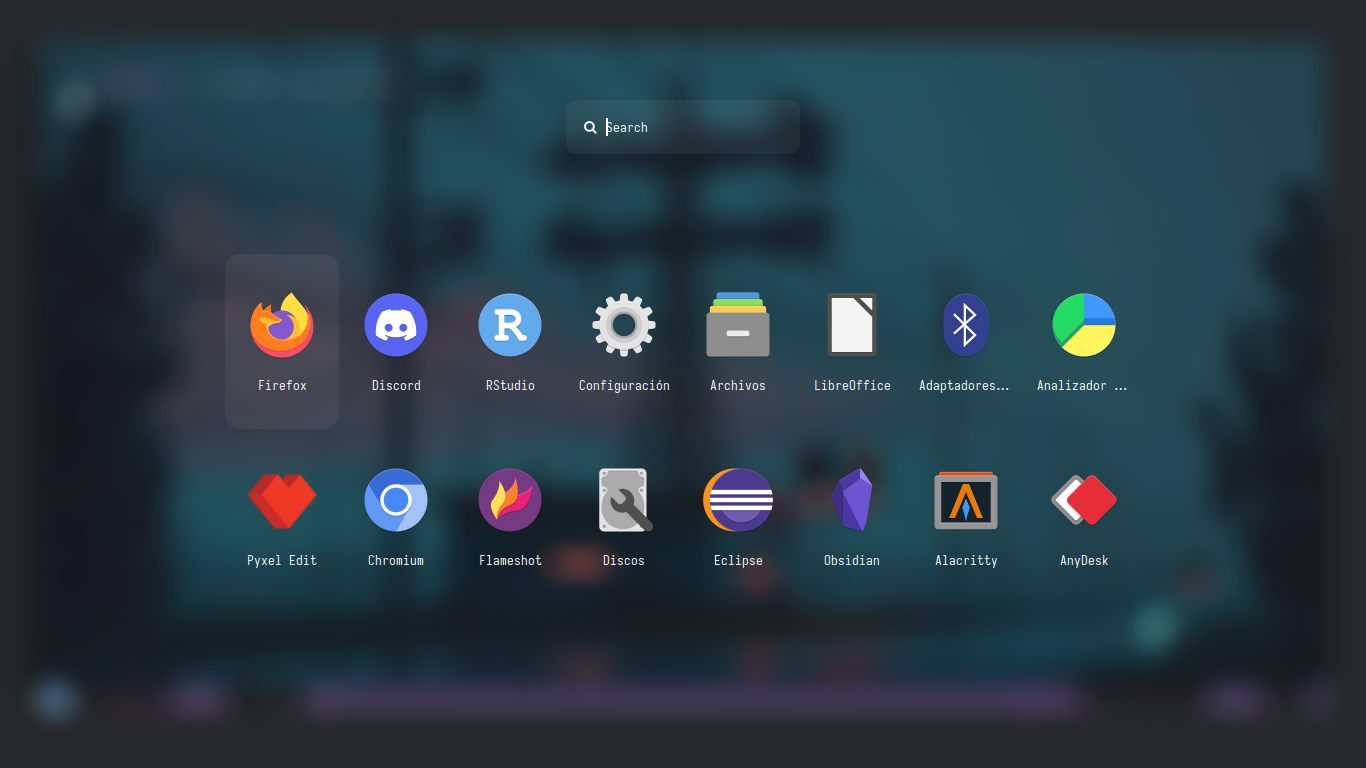 Search
Firefox
Discord
RStudio
Configuración
Archivos
LibreOffice
Adaptadores...
Analizador ...
Pyxel Edit
Chromium
Flameshot
Discos
Eclipse
Obsidian
Alacritty
AnyDesk